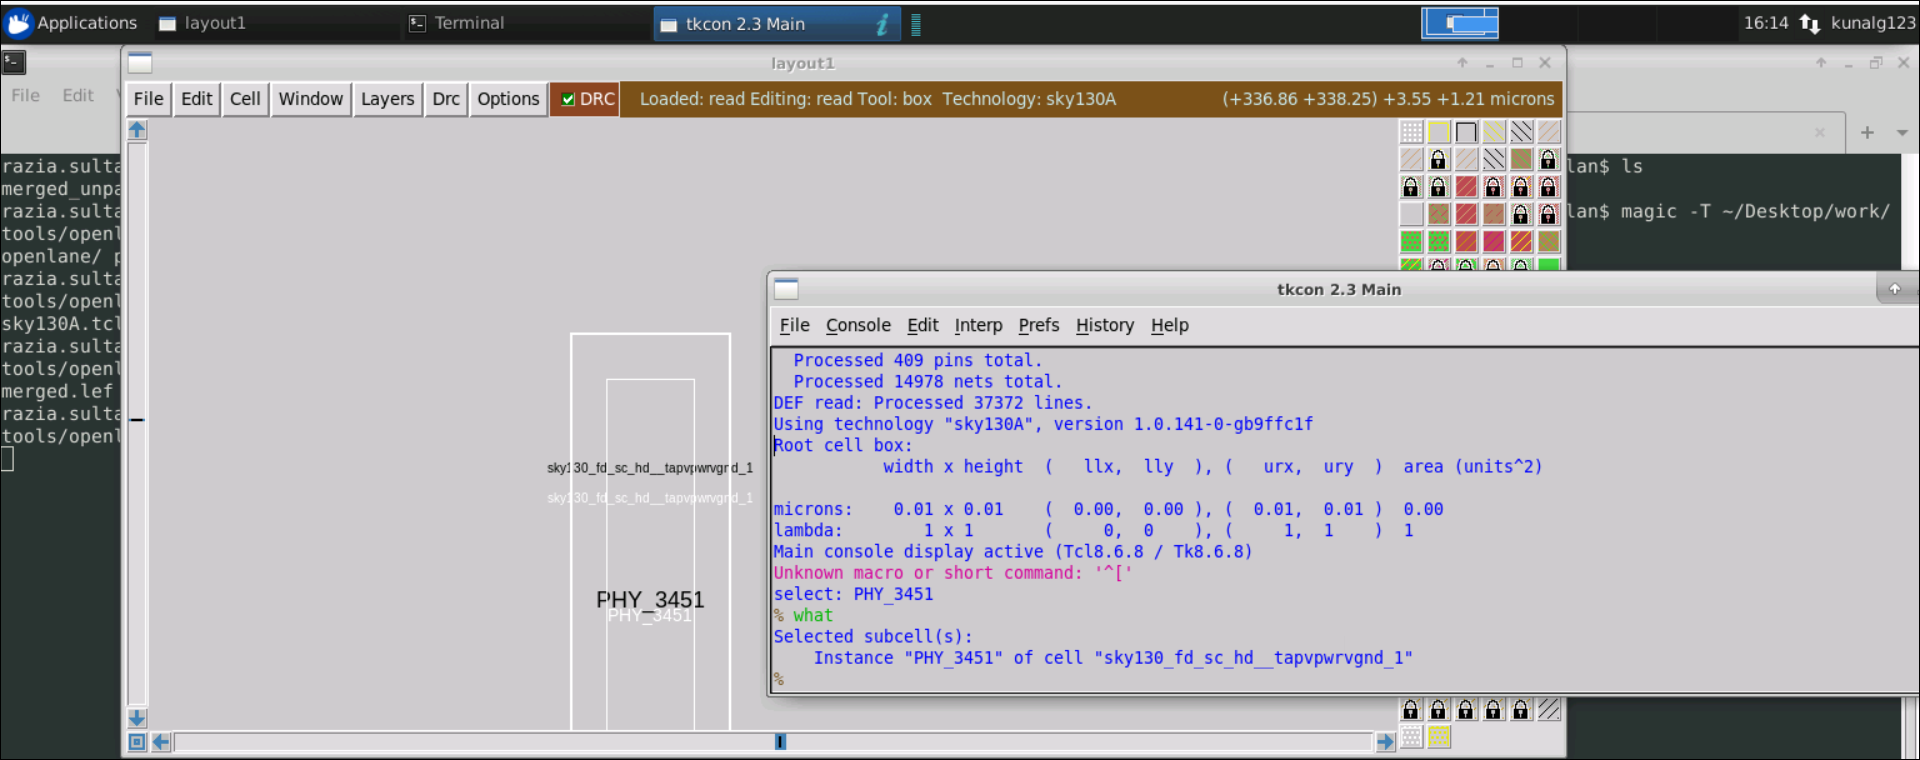 Applications layout1 Terminal tkcon 2.3 Main 16:14 kunalg123
layout1
File Edit
File Edit Cell Window Layers Drc Options DRC Loaded: read Editing: read Tool: box Technology: sky130A (+336.86 +338.25) +3.55 +1.21 microns
razia.sulta
merged_unpa
razia.sulta
tools/openl
openlane/ p
razia.sulta
tools/openl
sky130A.tcl
razia.sulta
tools/openl
merged.lef
razia.sulta
tools/openl
lan$ ls
lan$ magic -T ~/Desktop/work/
sky130_fd_sc_hd__tapvpwrvgnd_1
sky130_fd_sc_hd__tapvpwrvgnd_1
PHY_3451
PHY_3451
tkcon 2.3 Main
File Console Edit Interp Prefs History Help
Processed 409 pins total.
Processed 14978 nets total.
DEF read: Processed 37372 lines.
Using technology "sky130A", version 1.0.141-0-gb9ffc1f
Root cell box:
width x height ( llx, lly ), ( urx, ury ) area (units^2)
microns: 0.01 x 0.01 ( 0.00, 0.00 ), ( 0.01, 0.01 ) 0.00
lambda: 1 x 1 ( 0, 0 ), ( 1, 1 ) 1
Main console display active (Tcl8.6.8 / Tk8.6.8)
Unknown macro or short command: '^['
select: PHY_3451
% what
Selected subcell(s):
Instance "PHY_3451" of cell "sky130_fd_sc_hd__tapvpwrvgnd_1"
%